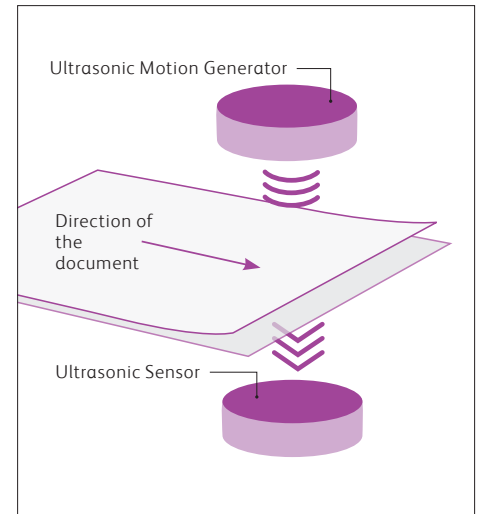 Ultrasonic Motion Generator
Direction of
the
document
Ultrasonic Sensor